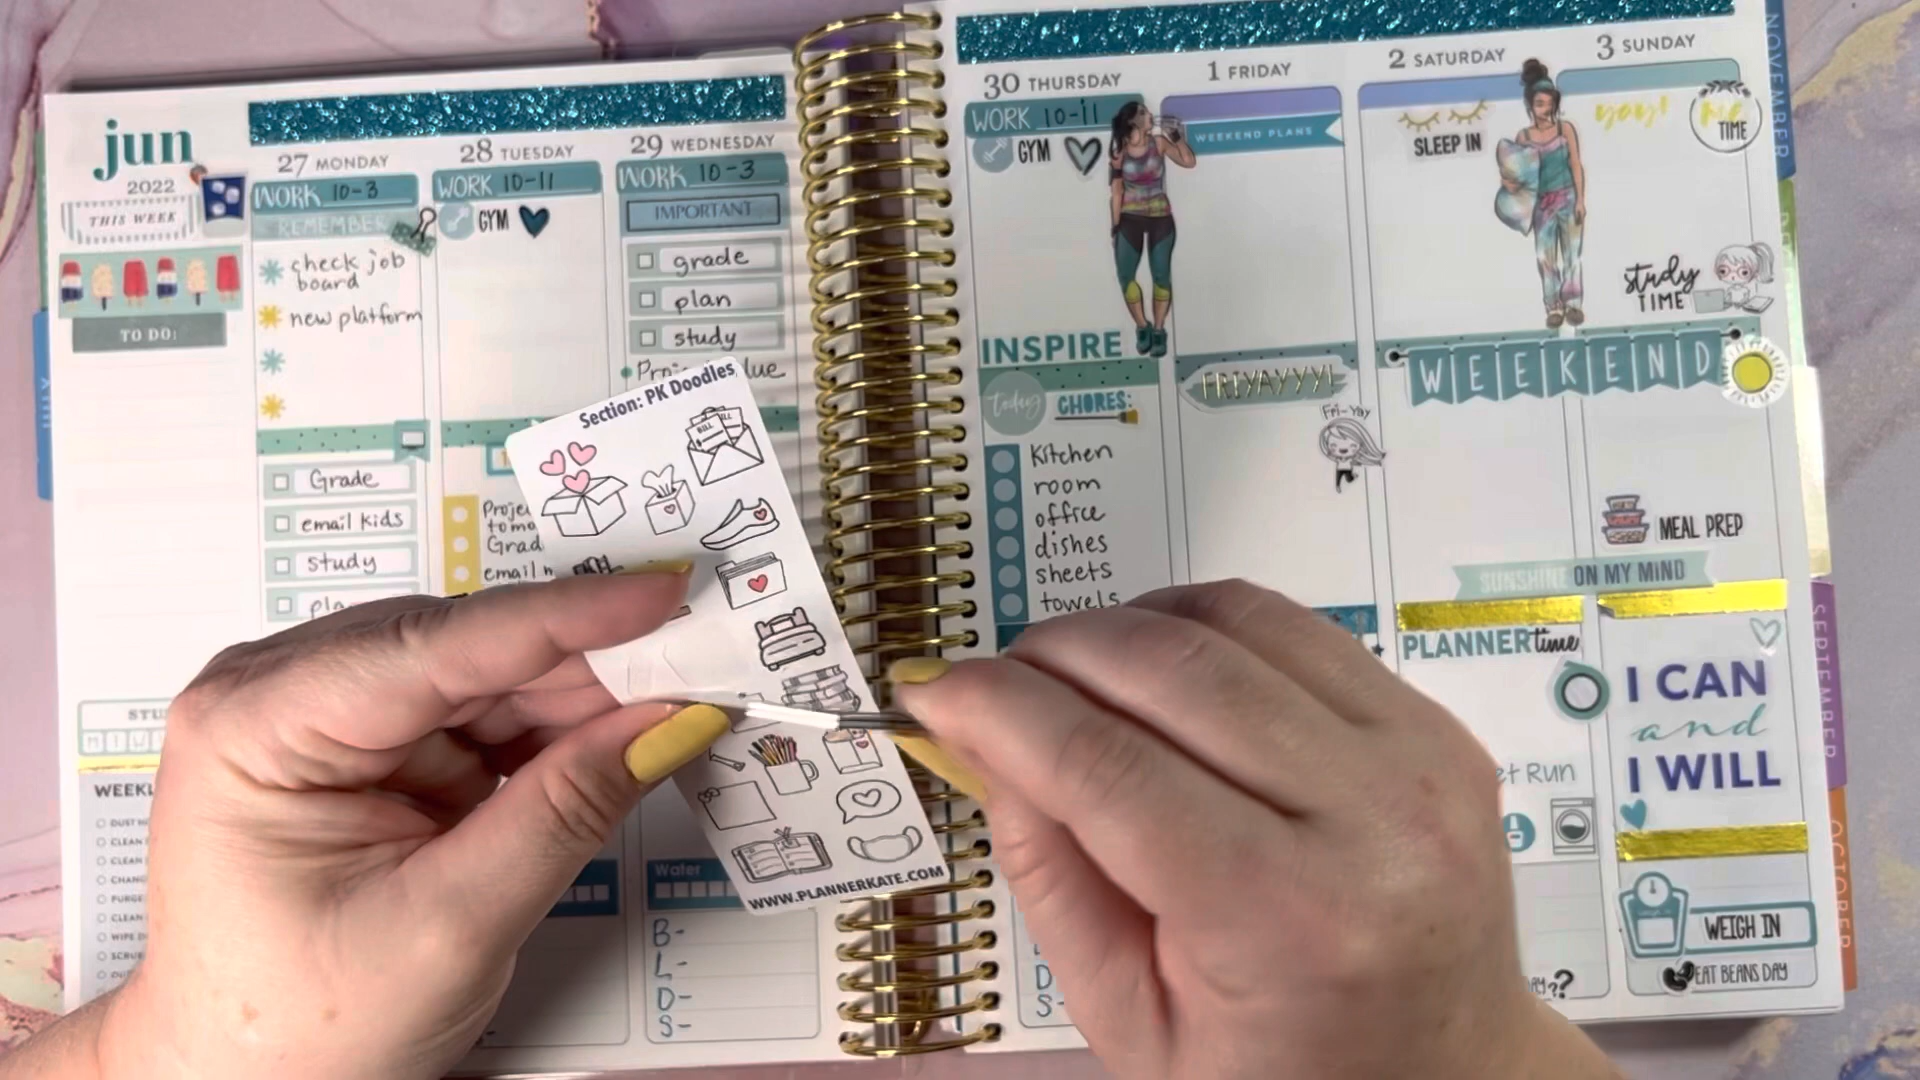 jun
2022
THIS WEEK
TO DO:
27 MONDAY
WORK 10-3
REMEMBER
check job
board
new platform
Grade
email kids
study
28 TUESDAY
WORK 10-11
GYM
email
29 WEDNESDAY
WORK 10-3
IMPORTANT
grade
plan
study
Section: PK Doodles
BILL
WWW.PLANNERKATE.COM
Water
B-
L-
D-
S-
30 THURSDAY
WORK 10-11
GYM
INSPIRE
today
CHORES:
Kitchen
room
office
dishes
sheets
towels
D-
S-
1 FRIDAY
WEEKEND PLANS
FRIYAYYY!
Fri-Yay
2 SATURDAY
SLEEP IN
WEEKEND
SUNSHINE ON MY MIND
PLANNER time
Run
3 SUNDAY
yay!
me
TIME
study
TIME
MEAL PREP
I CAN
and
I WILL
WEIGH IN
EAT BEANS DAY
NOVEMBER
SEPTEMBER
OCTOBER